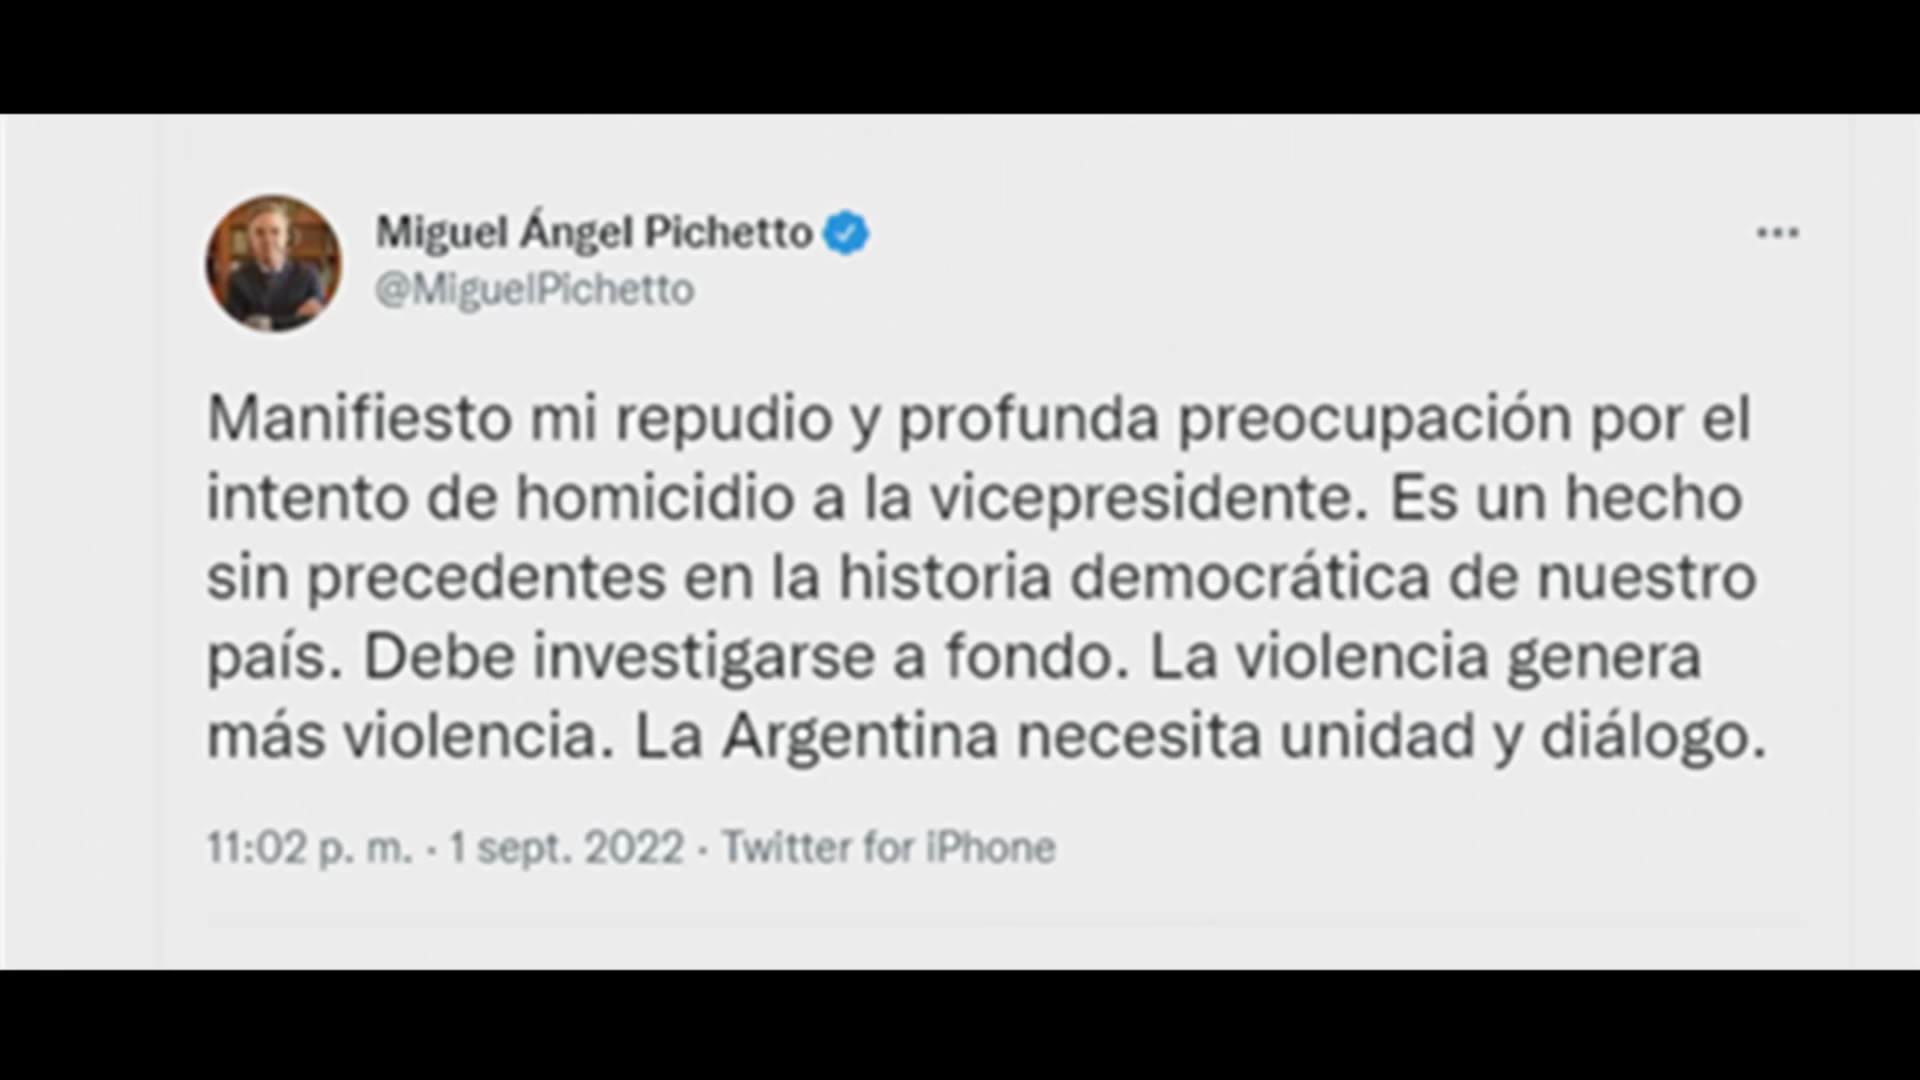 Miguel Ángel Pichetto
@MiguelPichetto
Manifiesto mi repudio y profunda preocupación por el
intento de homicidio a la vicepresidente. Es un hecho
sin precedentes en la historia democrática de nuestro
país. Debe investigarse a fondo. La violencia genera
más violencia. La Argentina necesita unidad y diálogo.
11:02 p. m. · 1 sept. 2022 · Twitter for iPhone